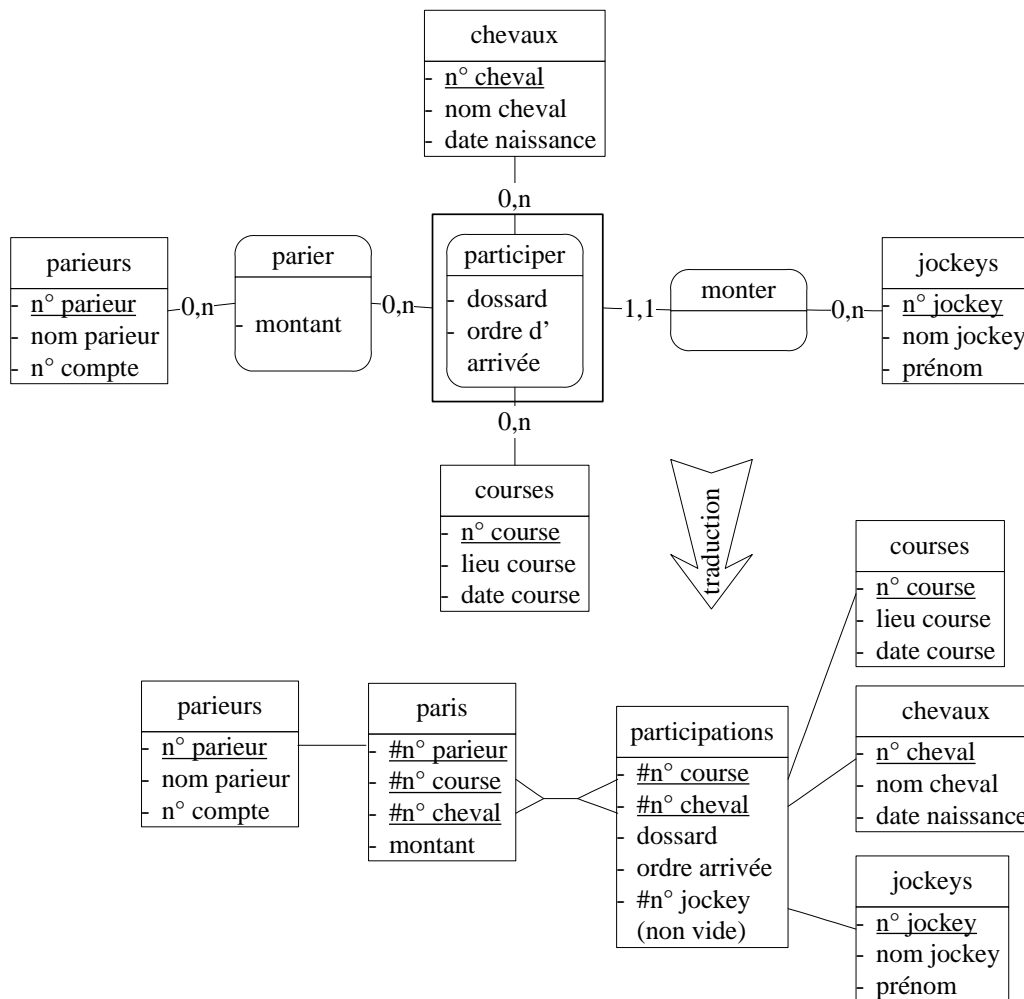 chevaux
- n° cheval
- nom cheval
- date naissance
0,n
parieurs
- n° parieur
- nom parieur
- n° compte
0,n
parier
- montant
0,n
participer
- dossard
- ordre d'
arrivée
1,1
monter
0,n
jockeys
- n° jockey
- nom jockey
- prénom
0,n
courses
- n° course
- lieu course
- date course
traduction
courses
- n° course
- lieu course
- date course
parieurs
- n° parieur
- nom parieur
- n° compte
paris
- #n° parieur
- #n° course
- #n° cheval
- montant
participations
- #n° course
- #n° cheval
- dossard
- ordre arrivée
- #n° jockey
(non vide)
chevaux
- n° cheval
- nom cheval
- date naissance
jockeys
- n° jockey
- nom jockey
- prénom